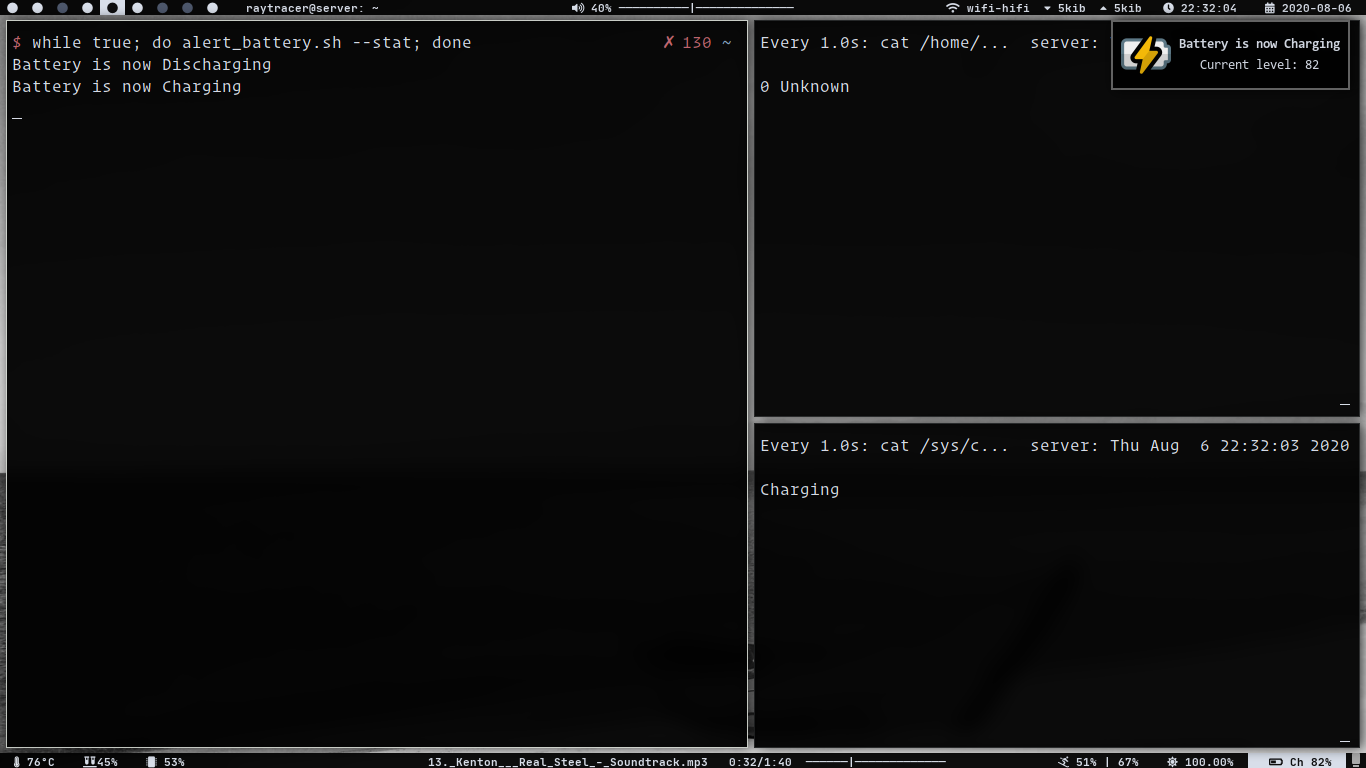 raytracer@server: ~
40%
wifi-hifi 5kib 5kib 22:32:04 2020-08-06
$ while true; do alert_battery.sh --stat; done ✗ 130 ~
Battery is now Discharging
Battery is now Charging
Every 1.0s: cat /home/... server:
0 Unknown
Battery is now Charging
Current level: 82
Every 1.0s: cat /sys/c... server: Thu Aug 6 22:32:03 2020
Charging
76°C 45% 53%
13._Kenton___Real_Steel_-_Soundtrack.mp3 0:32/1:40
51% | 67% 100.00% Ch 82%